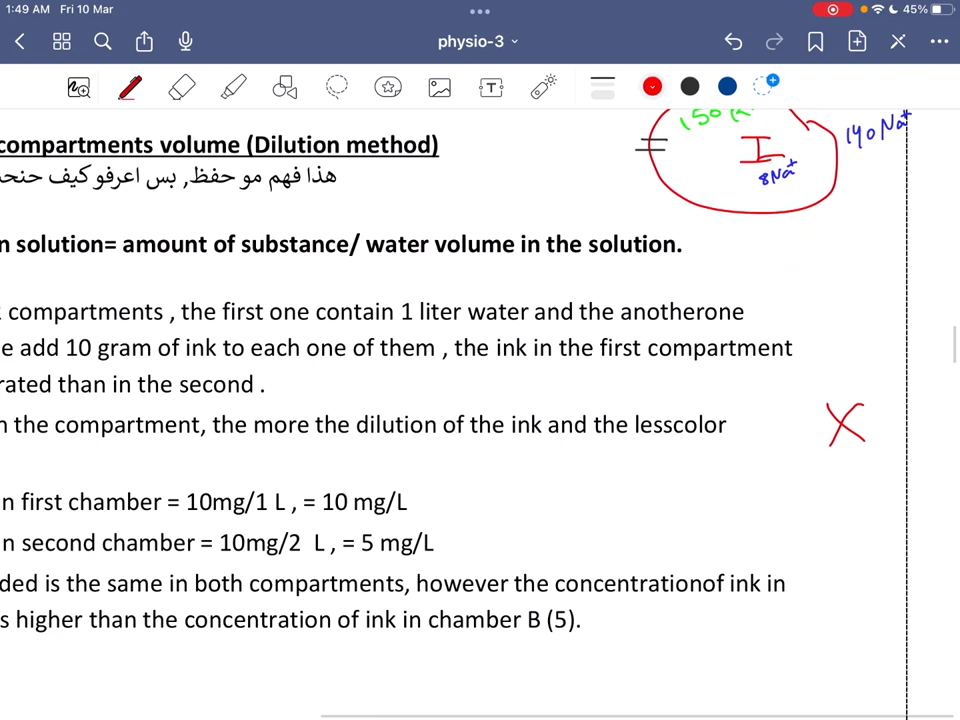 1:49 AM Fri 10 Mar
45%
physio-3
150 K
140 Na+
I
8Na+
compartments volume (Dilution method)
هذا فهم مو حفظ, بس اعرفو كيف
n solution= amount of substance/ water volume in the solution.
compartments , the first one contain 1 liter water and the anotherone
e add 10 gram of ink to each one of them , the ink in the first compartment
rated than in the second .
n the compartment, the more the dilution of the ink and the lesscolor
X
n first chamber = 10mg/1 L , = 10 mg/L
n second chamber = 10mg/2 L , = 5 mg/L
ded is the same in both compartments, however the concentrationof ink in
s higher than the concentration of ink in chamber B (5).